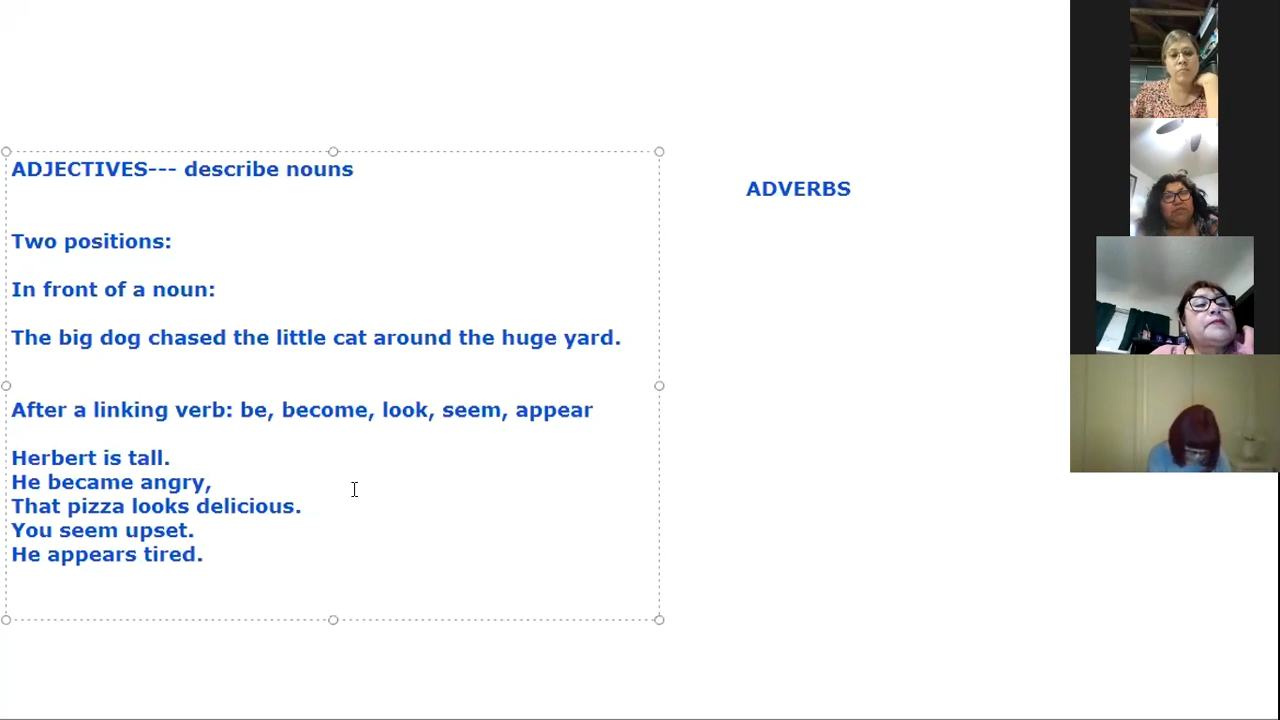 ADJECTIVES--- describe nouns
ADVERBS
Two positions:
In front of a noun:
The big dog chased the little cat around the huge yard.
After a linking verb: be, become, look, seem, appear
Herbert is tall.
He became angry,
That pizza looks delicious.
You seem upset.
He appears tired.